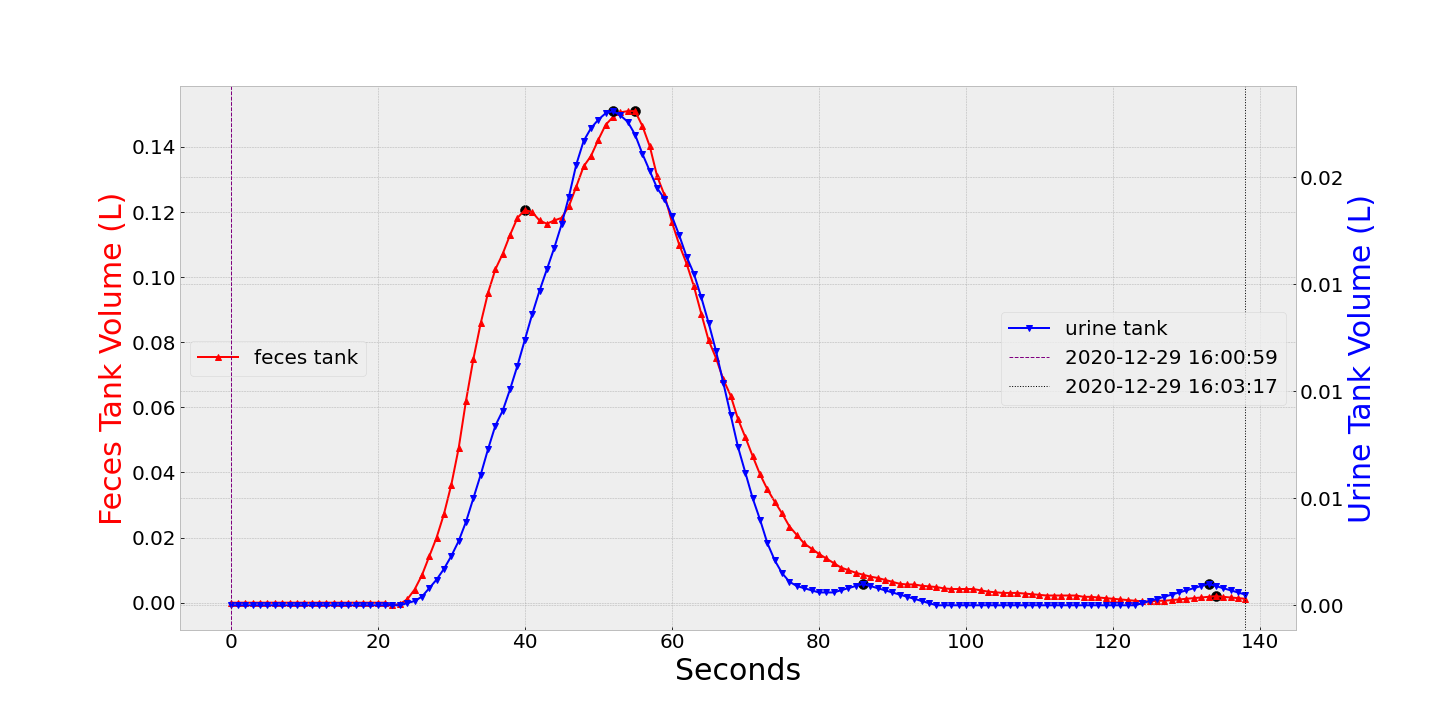 Feces Tank Volume (L)
0.14
0.12
0.10
0.08
0.06
0.04
0.02
0.00
feces tank
urine tank
2020-12-29 16:00:59
2020-12-29 16:03:17
0.02
0.01
0.01
0.01
0.00
Urine Tank Volume (L)
0 20 40 60 80 100 120 140
Seconds